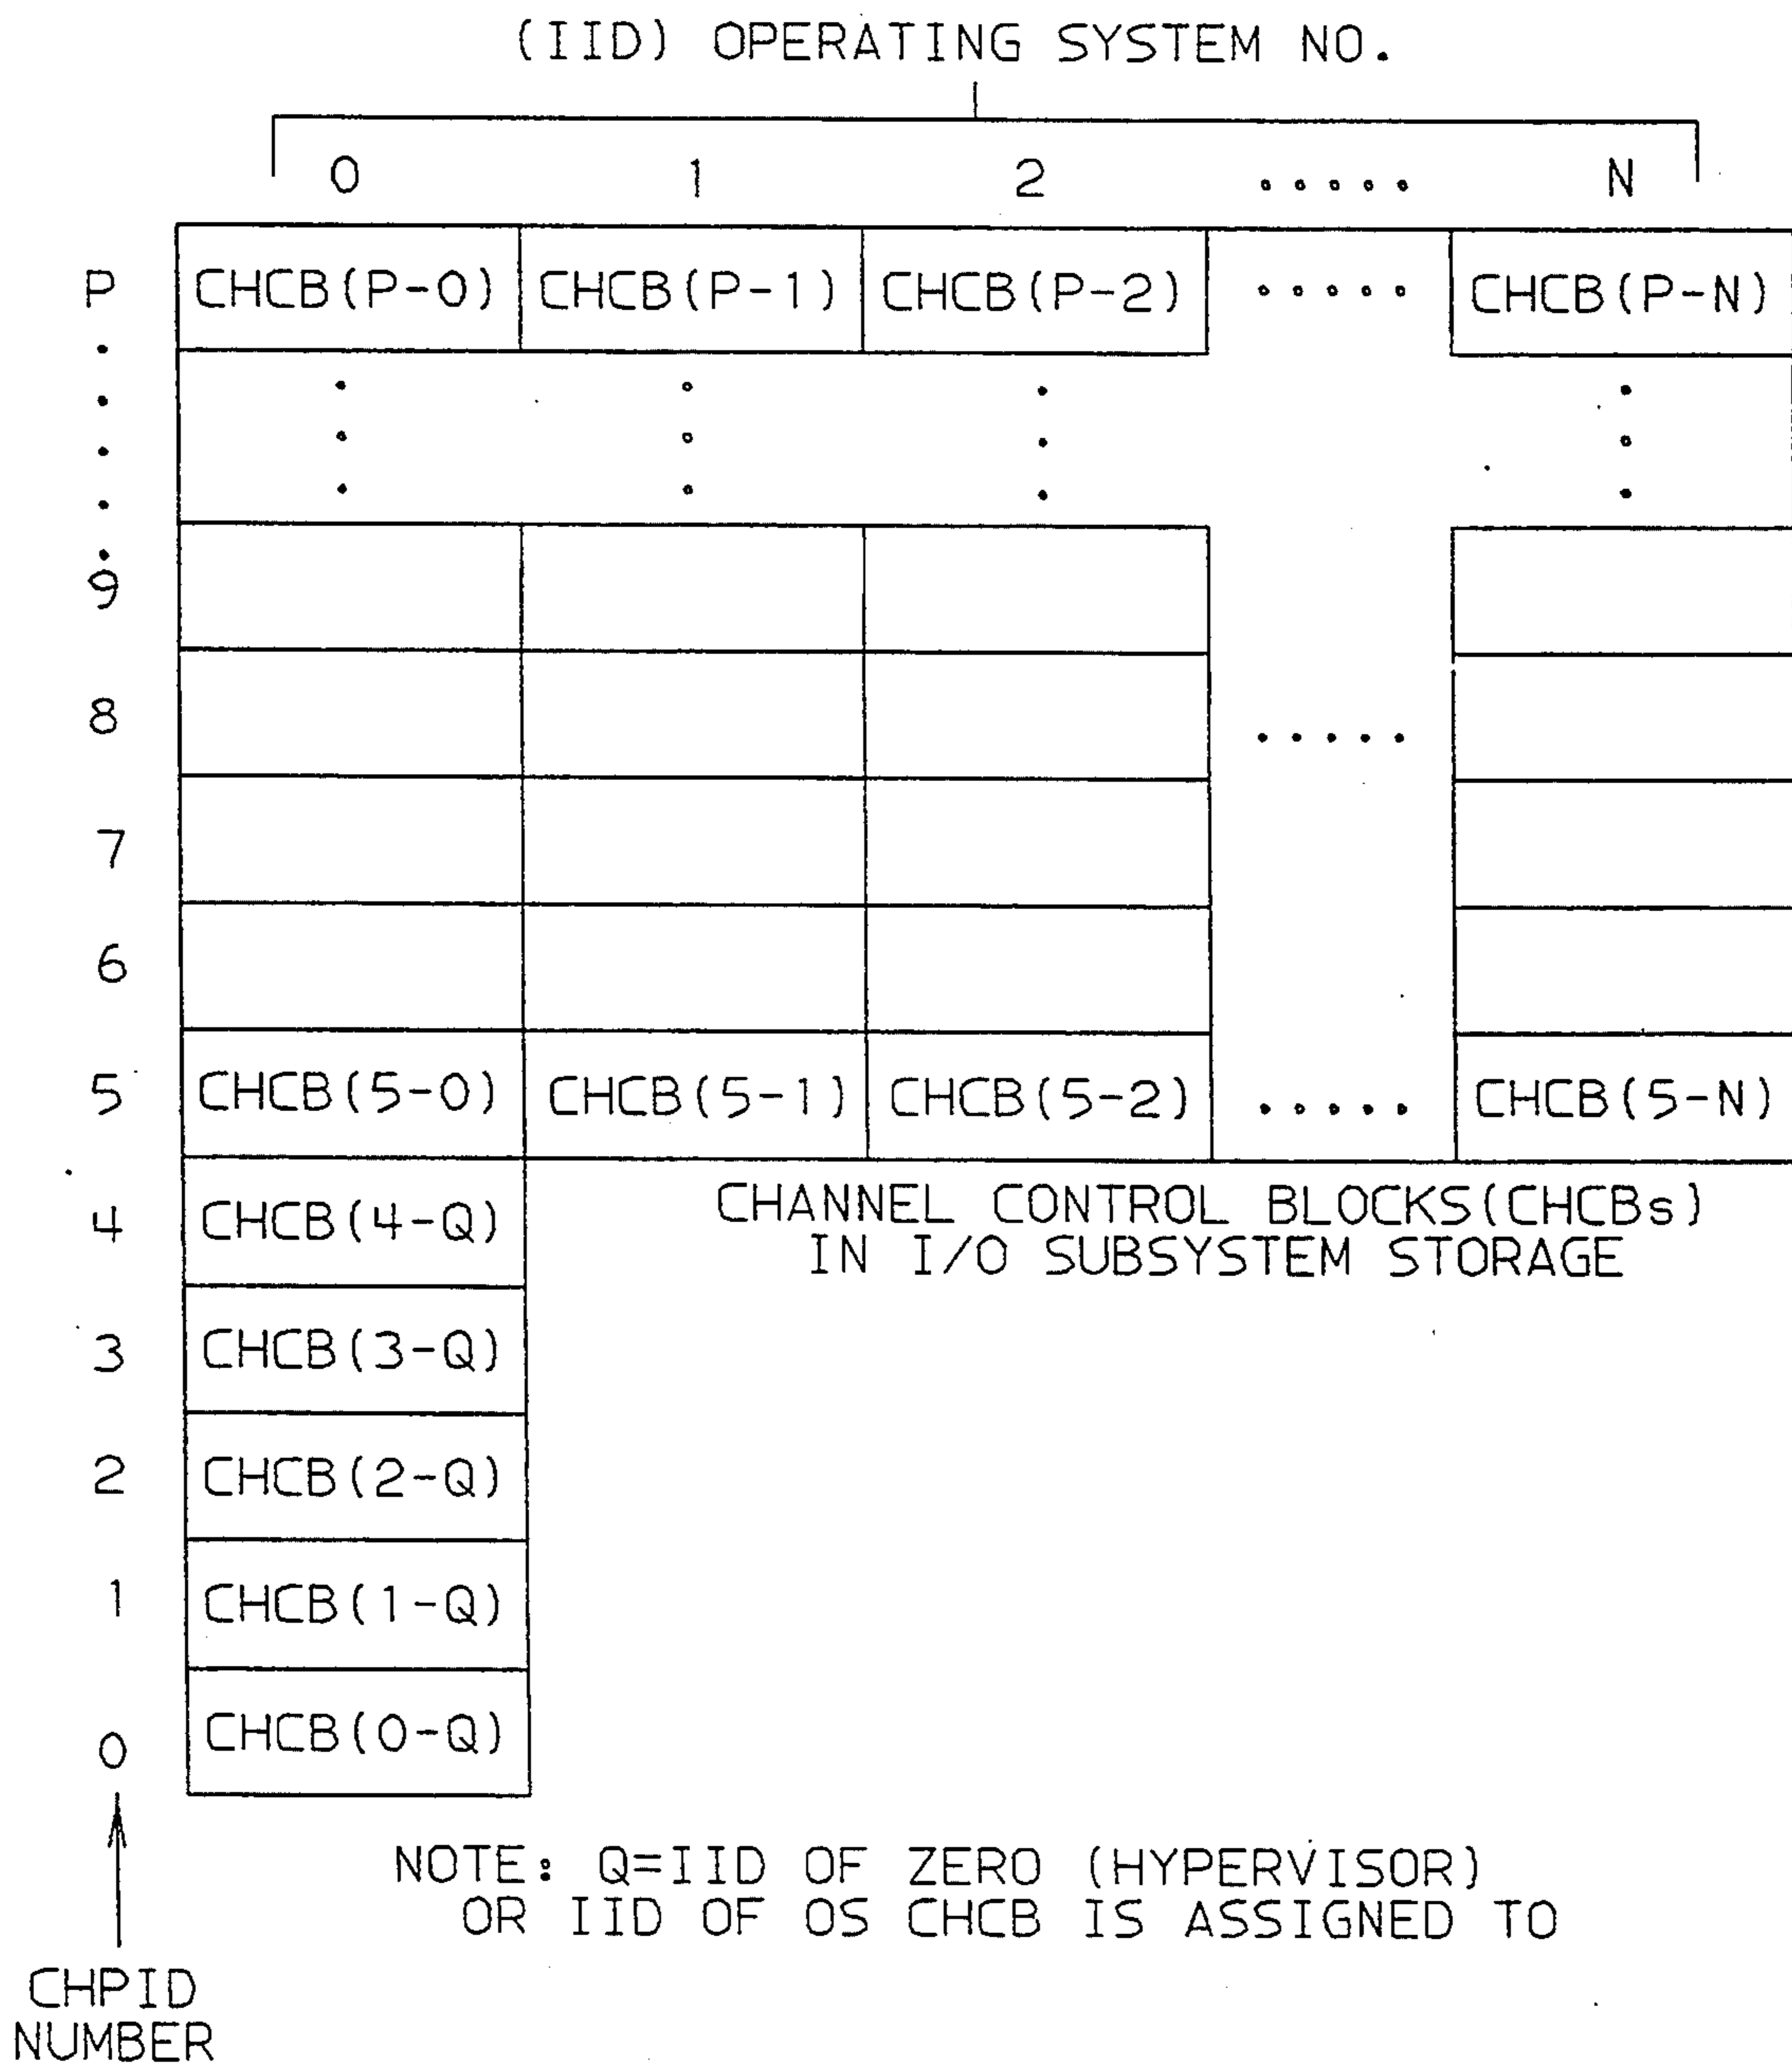 (IID) OPERATING SYSTEM NO.
0 1 2 ..... N
P CHCB(P-0) CHCB(P-1) CHCB(P-2) ..... CHCB(P-N)
9
8 .....
7
6
5 CHCB(5-0) CHCB(5-1) CHCB(5-2) ..... CHCB(5-N)
4 CHCB(4-Q)
CHANNEL CONTROL BLOCKS(CHCBs)
IN I/O SUBSYSTEM STORAGE
3 CHCB(3-Q)
2 CHCB(2-Q)
1 CHCB(1-Q)
0 CHCB(0-Q)
NOTE: Q=IID OF ZERO (HYPERVISOR)
OR IID OF OS CHCB IS ASSIGNED TO
CHPID
NUMBER